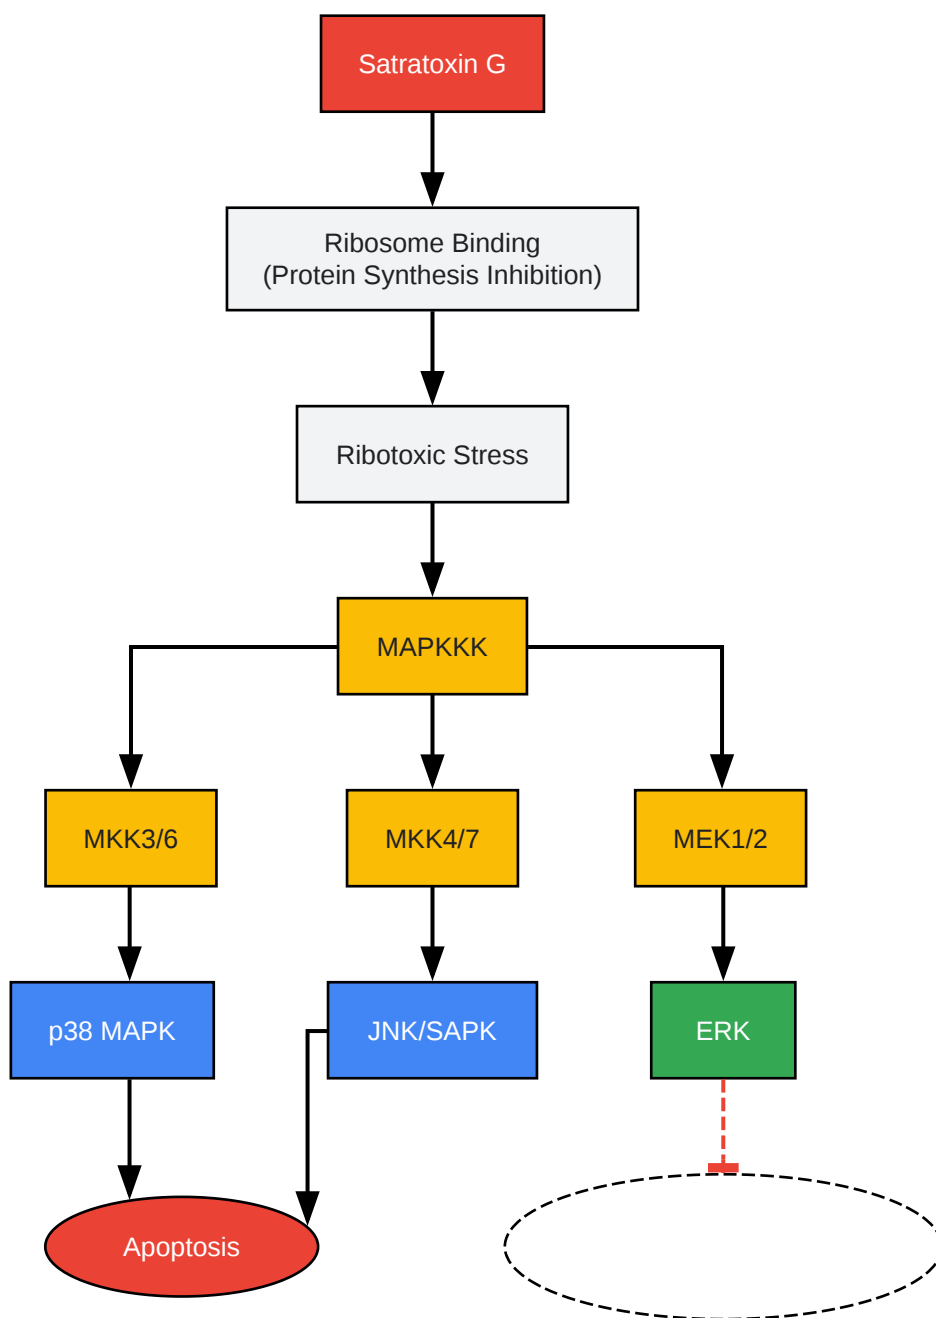 Satratoxin G
Ribosome Binding
(Protein Synthesis Inhibition)
Ribotoxic Stress
MAPKKK
MKK3/6
MKK4/7
MEK1/2
p38 MAPK
JNK/SAPK
ERK
Apoptosis